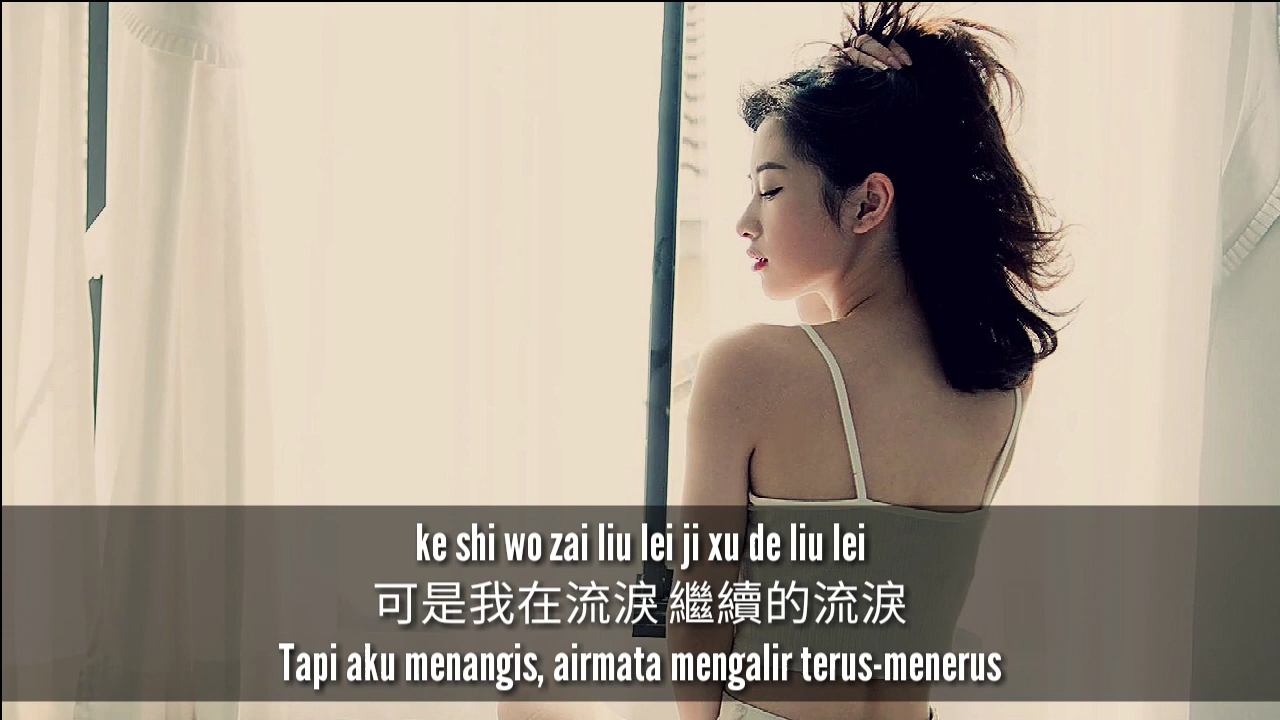 ke shi wo zai liu lei ji xu de liu lei
可是我在流淚 繼續的流淚
Tapi aku menangis, airmata mengalir terus-menerus